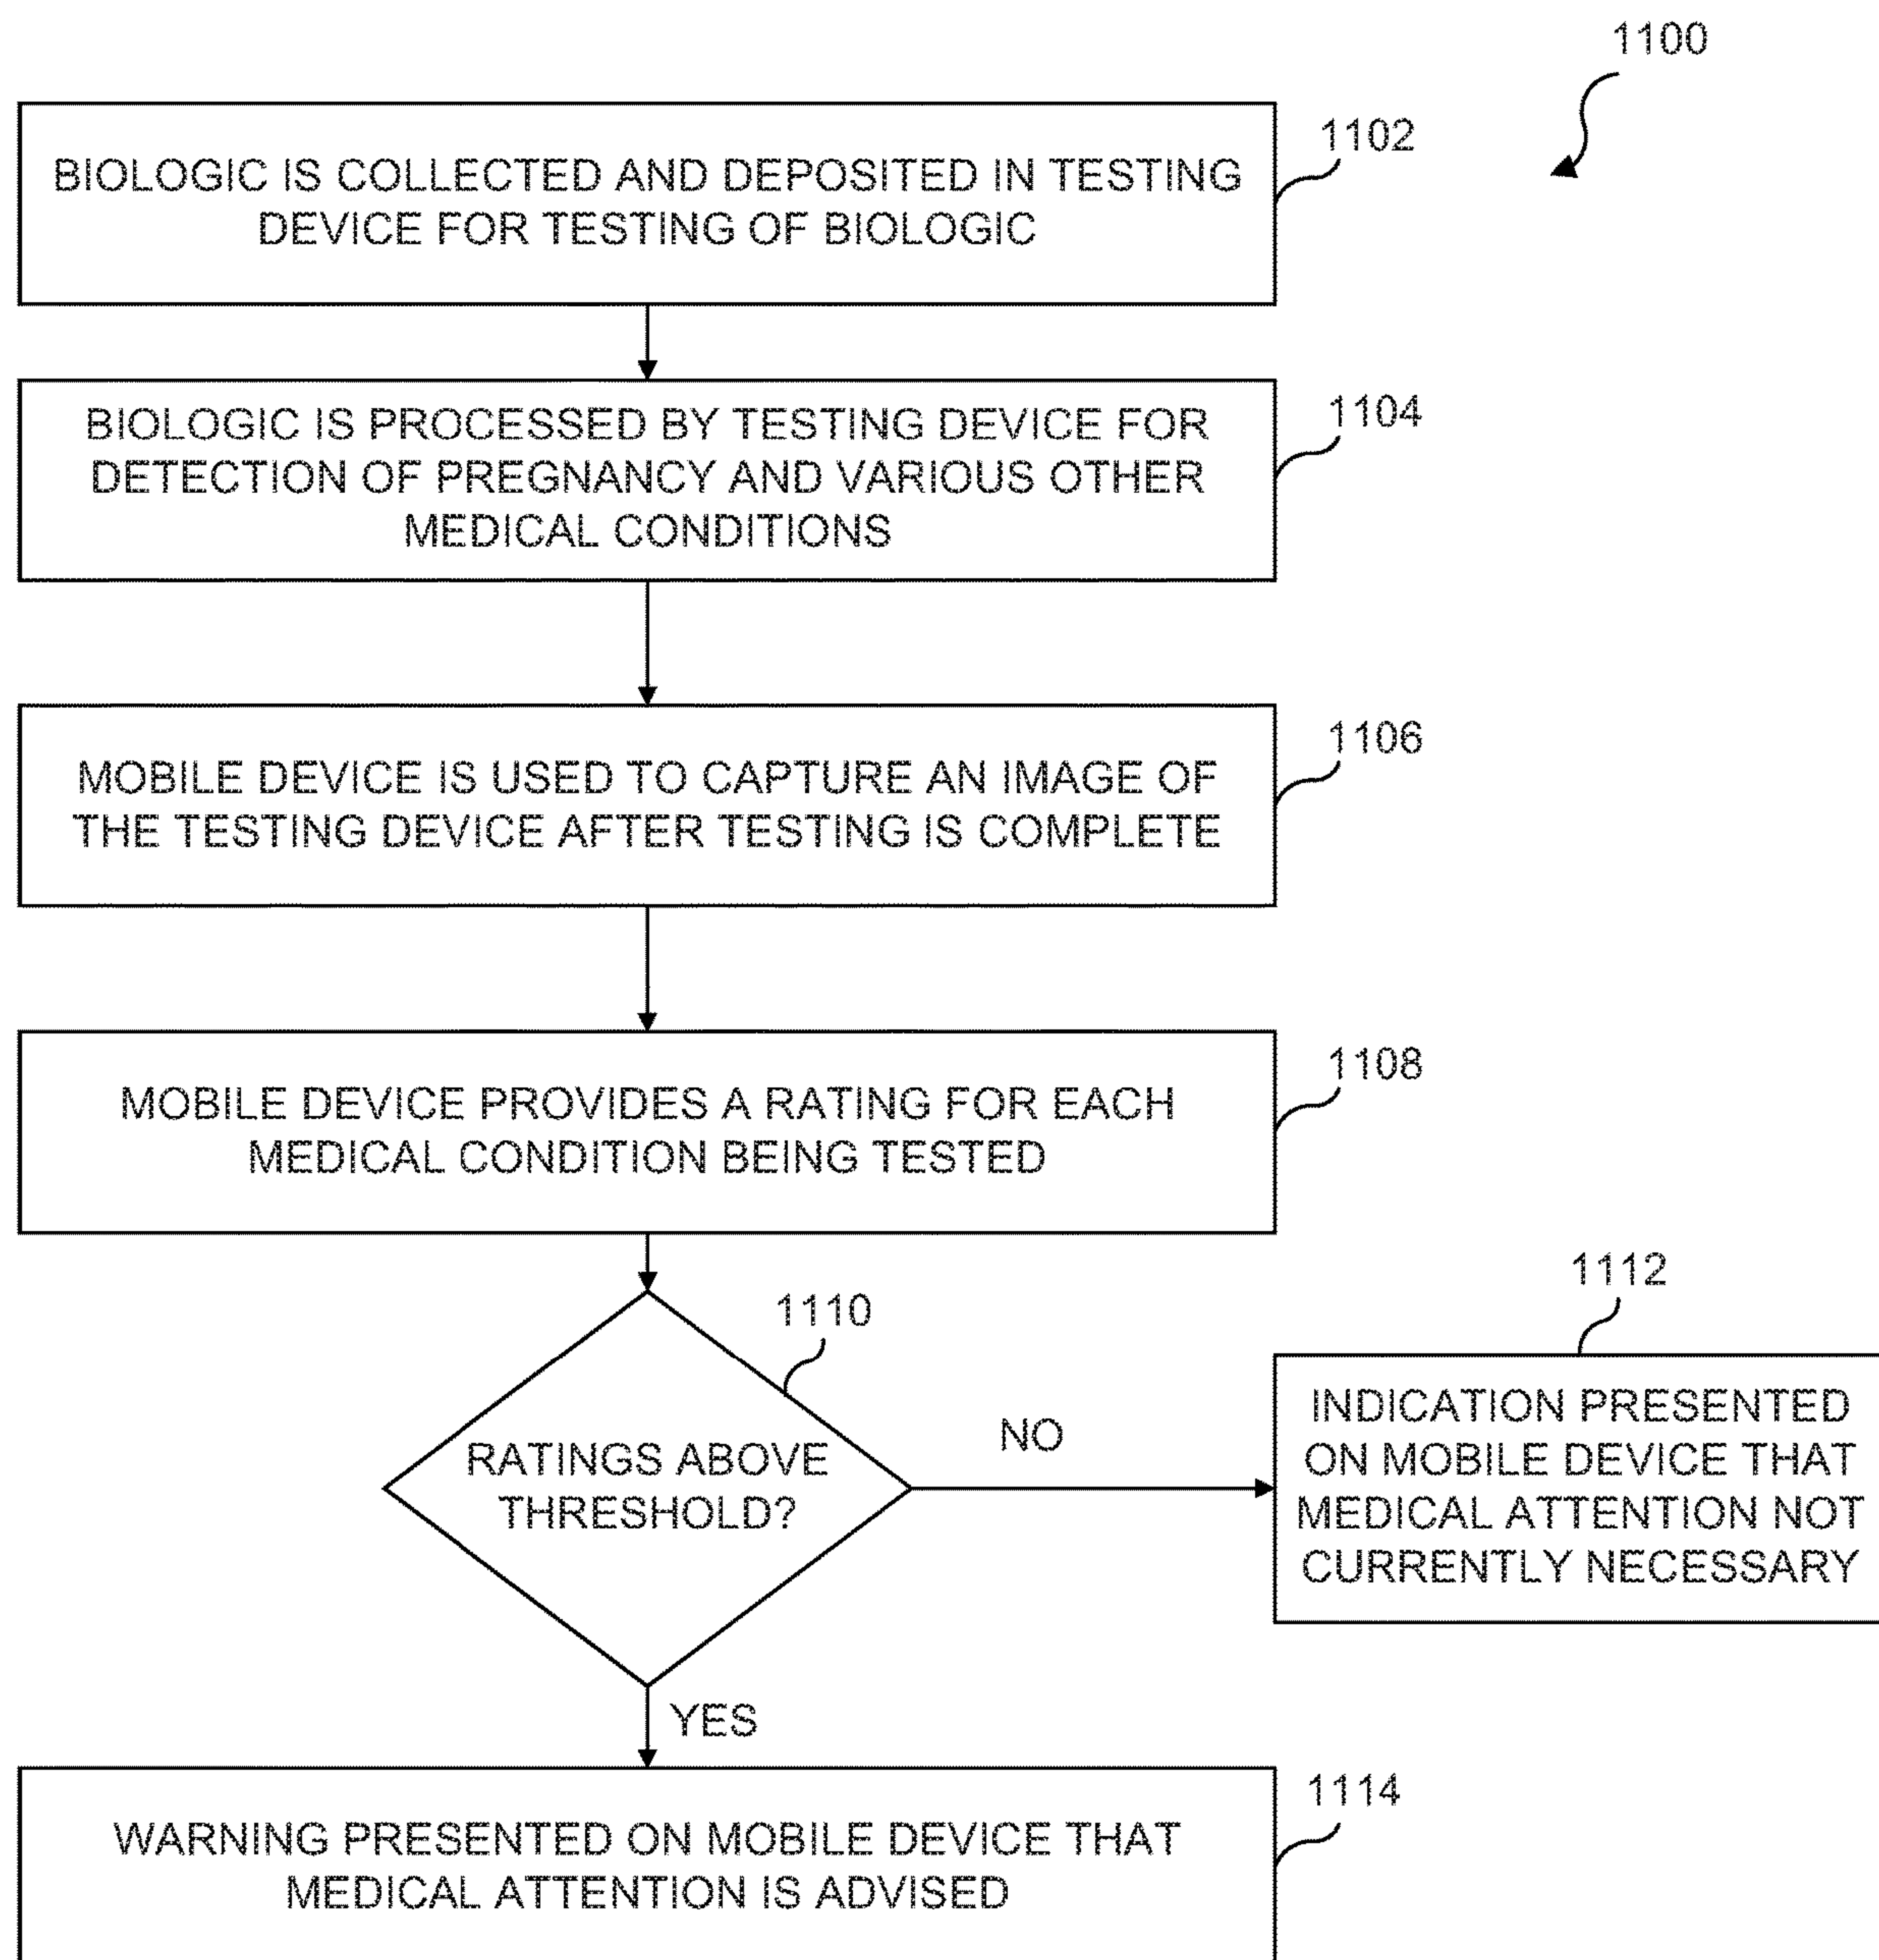 1100
1102
BIOLOGIC IS COLLECTED AND DEPOSITED IN TESTING
DEVICE FOR TESTING OF BIOLOGIC
1104
BIOLOGIC IS PROCESSED BY TESTING DEVICE FOR
DETECTION OF PREGNANCY AND VARIOUS OTHER
MEDICAL CONDITIONS
1106
MOBILE DEVICE IS USED TO CAPTURE AN IMAGE OF
THE TESTING DEVICE AFTER TESTING IS COMPLETE
1108
MOBILE DEVICE PROVIDES A RATING FOR EACH
MEDICAL CONDITION BEING TESTED
1110
RATINGS ABOVE
THRESHOLD?
NO
1112
INDICATION PRESENTED
ON MOBILE DEVICE THAT
MEDICAL ATTENTION NOT
CURRENTLY NECESSARY
YES
1114
WARNING PRESENTED ON MOBILE DEVICE THAT
MEDICAL ATTENTION IS ADVISED